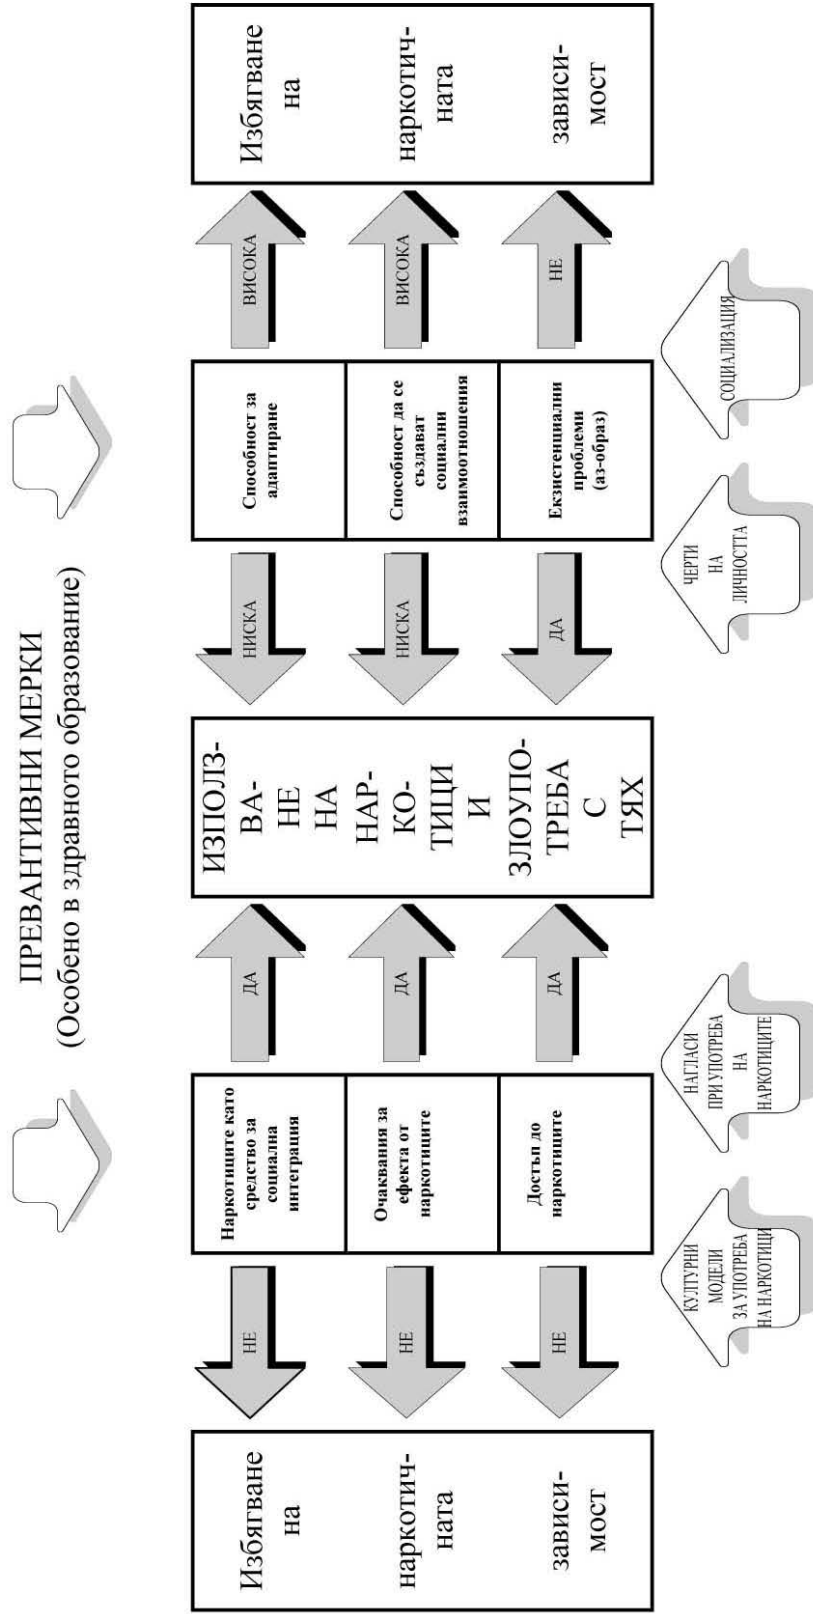 ПРЕВАНТИВНИ МЕРКИ
(Особено в здравното образование)
Избягване
на
наркотич-
ната
зависи-
мост
НЕ
НЕ
НЕ
Наркотиците като
средство за
социална
интеграция
Очаквания за
ефекта от
наркотиците
Достъп до
наркотиците
ДА
ДА
ДА
ИЗПОЛЗ-
ВА-
НЕ
НА
НАР-
КО-
ТИЦИ
И
ЗЛОУПО-
ТРЕБА
С
ТЯХ
НИСКА
НИСКА
ДА
Способност за
адаптиране
Способност да се
създават
социални
взаимоотношения
Екзистенциални
проблеми
(аз-образ)
ВИСОКА
ВИСОКА
НЕ
Избягване
на
наркотич-
ната
зависи-
мост
КУЛТУРНИ
МОДЕЛИ
ЗА УПОТРЕБА
НА НАРКОТИЦИ
НАГЛАСИ
ПРИ УПОТРЕБА
НА
НАРКОТИЦИТЕ
ЧЕРТИ
НА
ЛИЧНОСТТА
СОЦИАЛИЗАЦИЯ